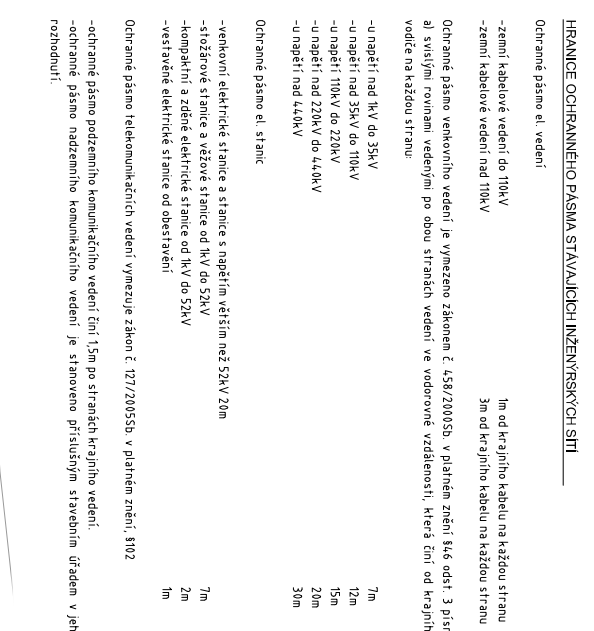 HRANICE OCHRANNÉHO PÁSMA STÁVAJÍCÍCH INŽENÝRSKÝCH SÍTÍ
Ochranné pásmo el. vedení
-zemní kabelové vedení do 110kV 1m od krajního kabelu na každou stranu
-zemní kabelové vedení nad 110kV 3m od krajního kabelu na každou stranu
Ochranné pásmo venkovního vedení je vymezeno zákonem č. 458/2000Sb. v platném znění §46 odst. 3 písr
a) svislými rovinami vedenými po obou stranách vedení ve vodorovné vzdálenosti, která činí od krajníh
vodiče na každou stranu:
-u napětí nad 1kV do 35kV 7m
-u napětí nad 35kV do 110kV 12m
-u napětí 110kV do 220kV 15m
-u napětí nad 220kV do 440kV 20m
-u napětí nad 440kV 30m
Ochranné pásmo el. stanic
-venkovní elektrické stanice a stanice s napětím větším než 52kV 20m
-stožárové stanice a věžové stanice od 1kV do 52kV 7m
-kompaktní a zděné elektrické stanice od 1kV do 52kV 2m
-vestavěné elektrické stanice od obestavění 1m
Ochranné pásmo telekomunikačních vedení vymezuje zákon č. 127/2005Sb. v platném znění, §102
-ochranné pásmo podzemního komunikačního vedení činí 1,5m po stranách krajního vedení.
-ochranné pásmo nadzemního komunikačního vedení je stanoveno příslušným stavebním úřadem v jeh
rozhodnutí.